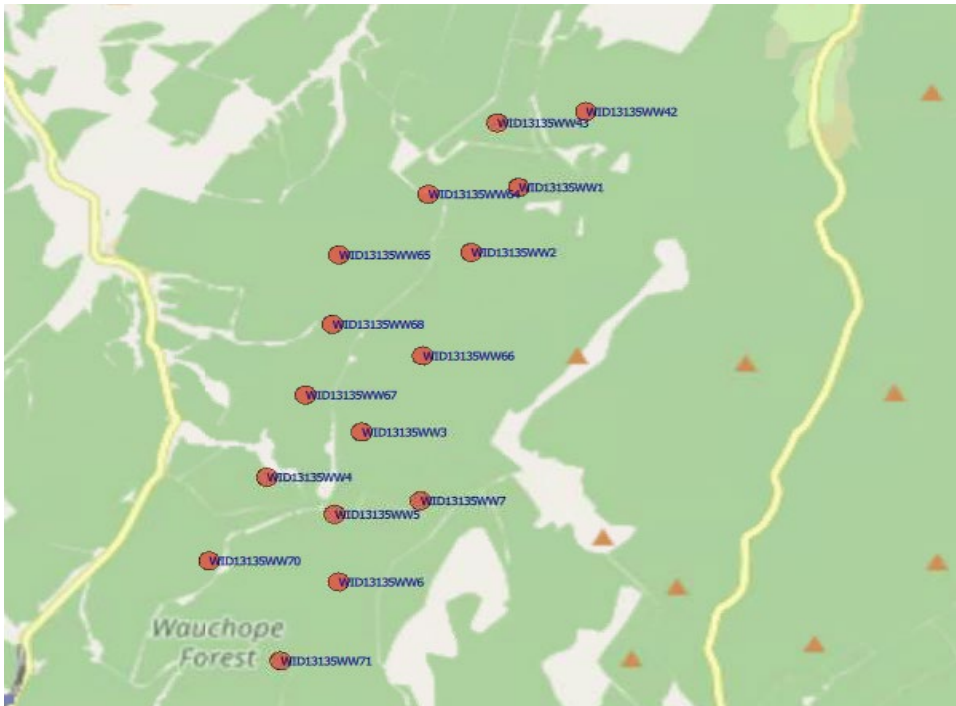 WID13135WW42
WID13135WW43
WID13135WW1
WID13135WW64
WID13135WW2
WID13135WW65
WID13135WW68
WID13135WW66
WID13135WW67
WID13135WW3
WID13135WW4
WID13135WW7
WID13135WW5
WID13135WW70
WID13135WW6
Wauchope
Forest
WID13135WW71